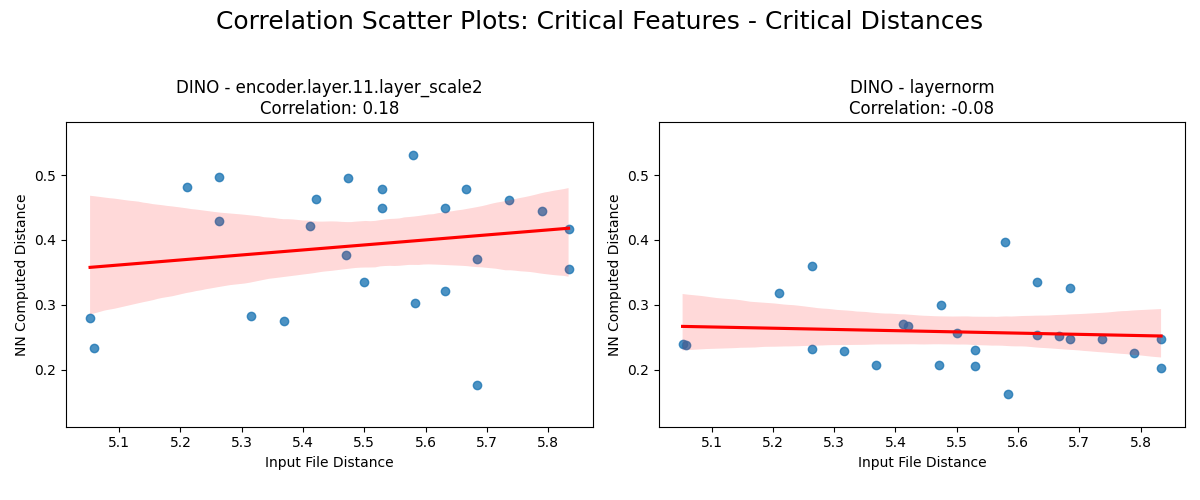 Correlation Scatter Plots: Critical Features - Critical Distances
DINO - encoder.layer.11.layer_scale2
Correlation: 0.18
NN Computed Distance
0.5
0.4
0.3
0.2
5.1 5.2 5.3 5.4 5.5 5.6 5.7 5.8
Input File Distance
DINO - layernorm
Correlation: -0.08
NN Computed Distance
0.5
0.4
0.3
0.2
5.1 5.2 5.3 5.4 5.5 5.6 5.7 5.8
Input File Distance